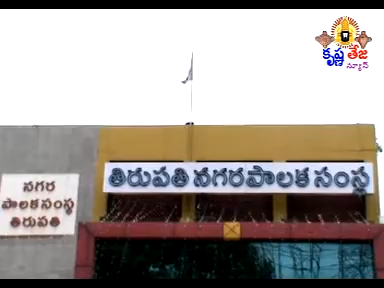 కృష్ణ తేజ
న్యూస్
తిరుపతి నగరపాలక సంస్థ
నగర
పాలక సంస్థ
తిరుపతి